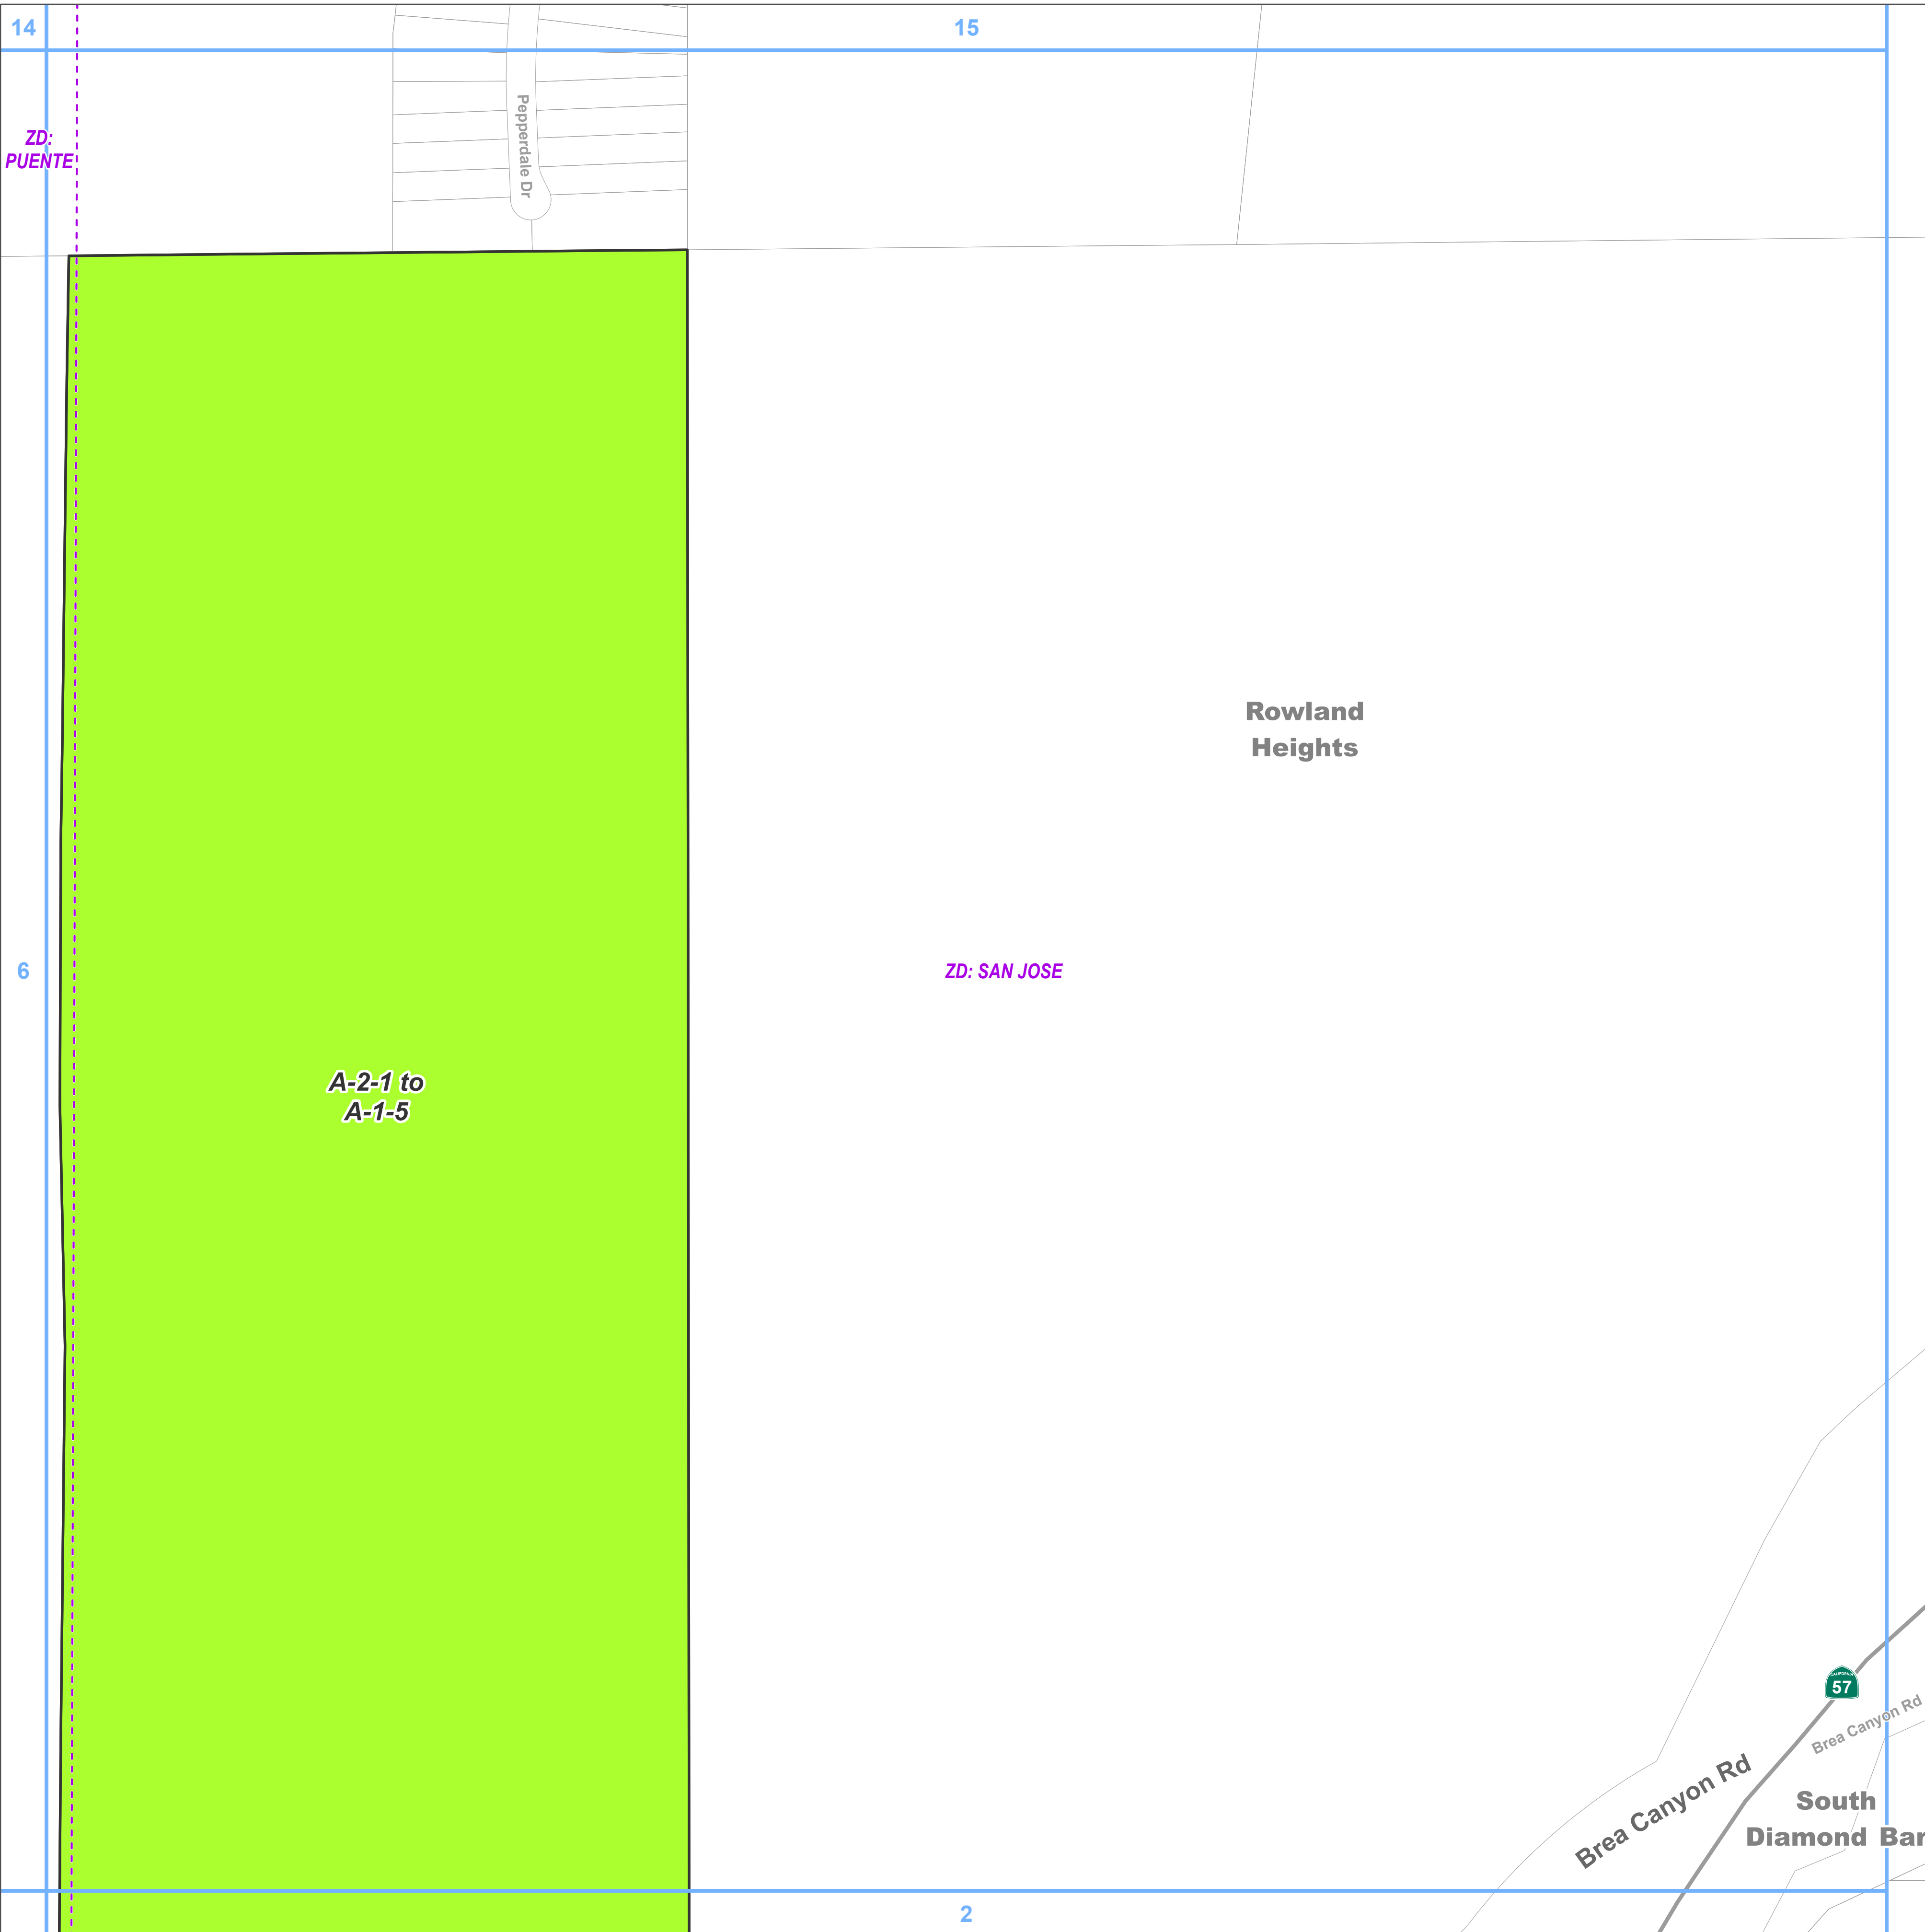 14
15
Pepperdale Dr
ZD:
PUENTE
Rowland
Heights
6
ZD: SAN JOSE
A-2-1 to
A-1-5
CALIFORNIA
57
Brea Canyon Rd
Brea Canyon Rd
South
Diamond Bar
2